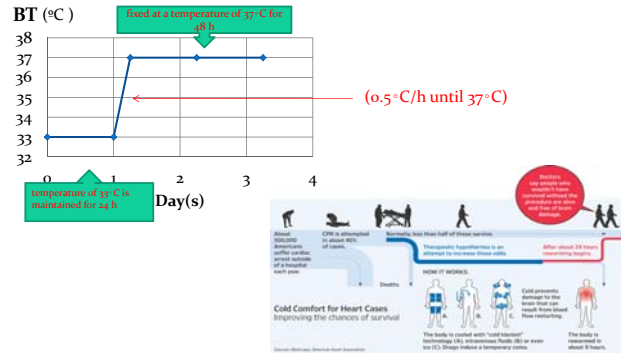 BT (ºC )
fixed at a temperature of 37◦C for
48 h
38
37
36
35
34
33
32
(0.5◦C/h until 37◦C)
0
1
2
3
4
Day(s)
temperature of 33◦C is
maintained for 24 h
Doctors
say people who
wouldn't have
survived without the
procedure are alive
and free of brain
damage.
About
300,000
Americans
suffer cardiac
arrest outside
of a hospital
each year.
CPR is attempted
in about 40%
of cases.
Normally, less than half of these survive.
Therapeutic hypothermia is an
attempt to increase those odds.
After about 24 hours
rewarming begins.
Deaths
HOW IT WORKS:
A.
B.
C.
Cold prevents
damage to the
brain that can
result from blood
flow restarting.
Cold Comfort for Heart Cases
Improving the chances of survival
The body is cooled with "cold blanket"
technology (A), intravenous fluids (B) or even
ice (C). Drugs induce a temporary coma.
The body is
rewarmed in
about 8 hours.
American Heart Association